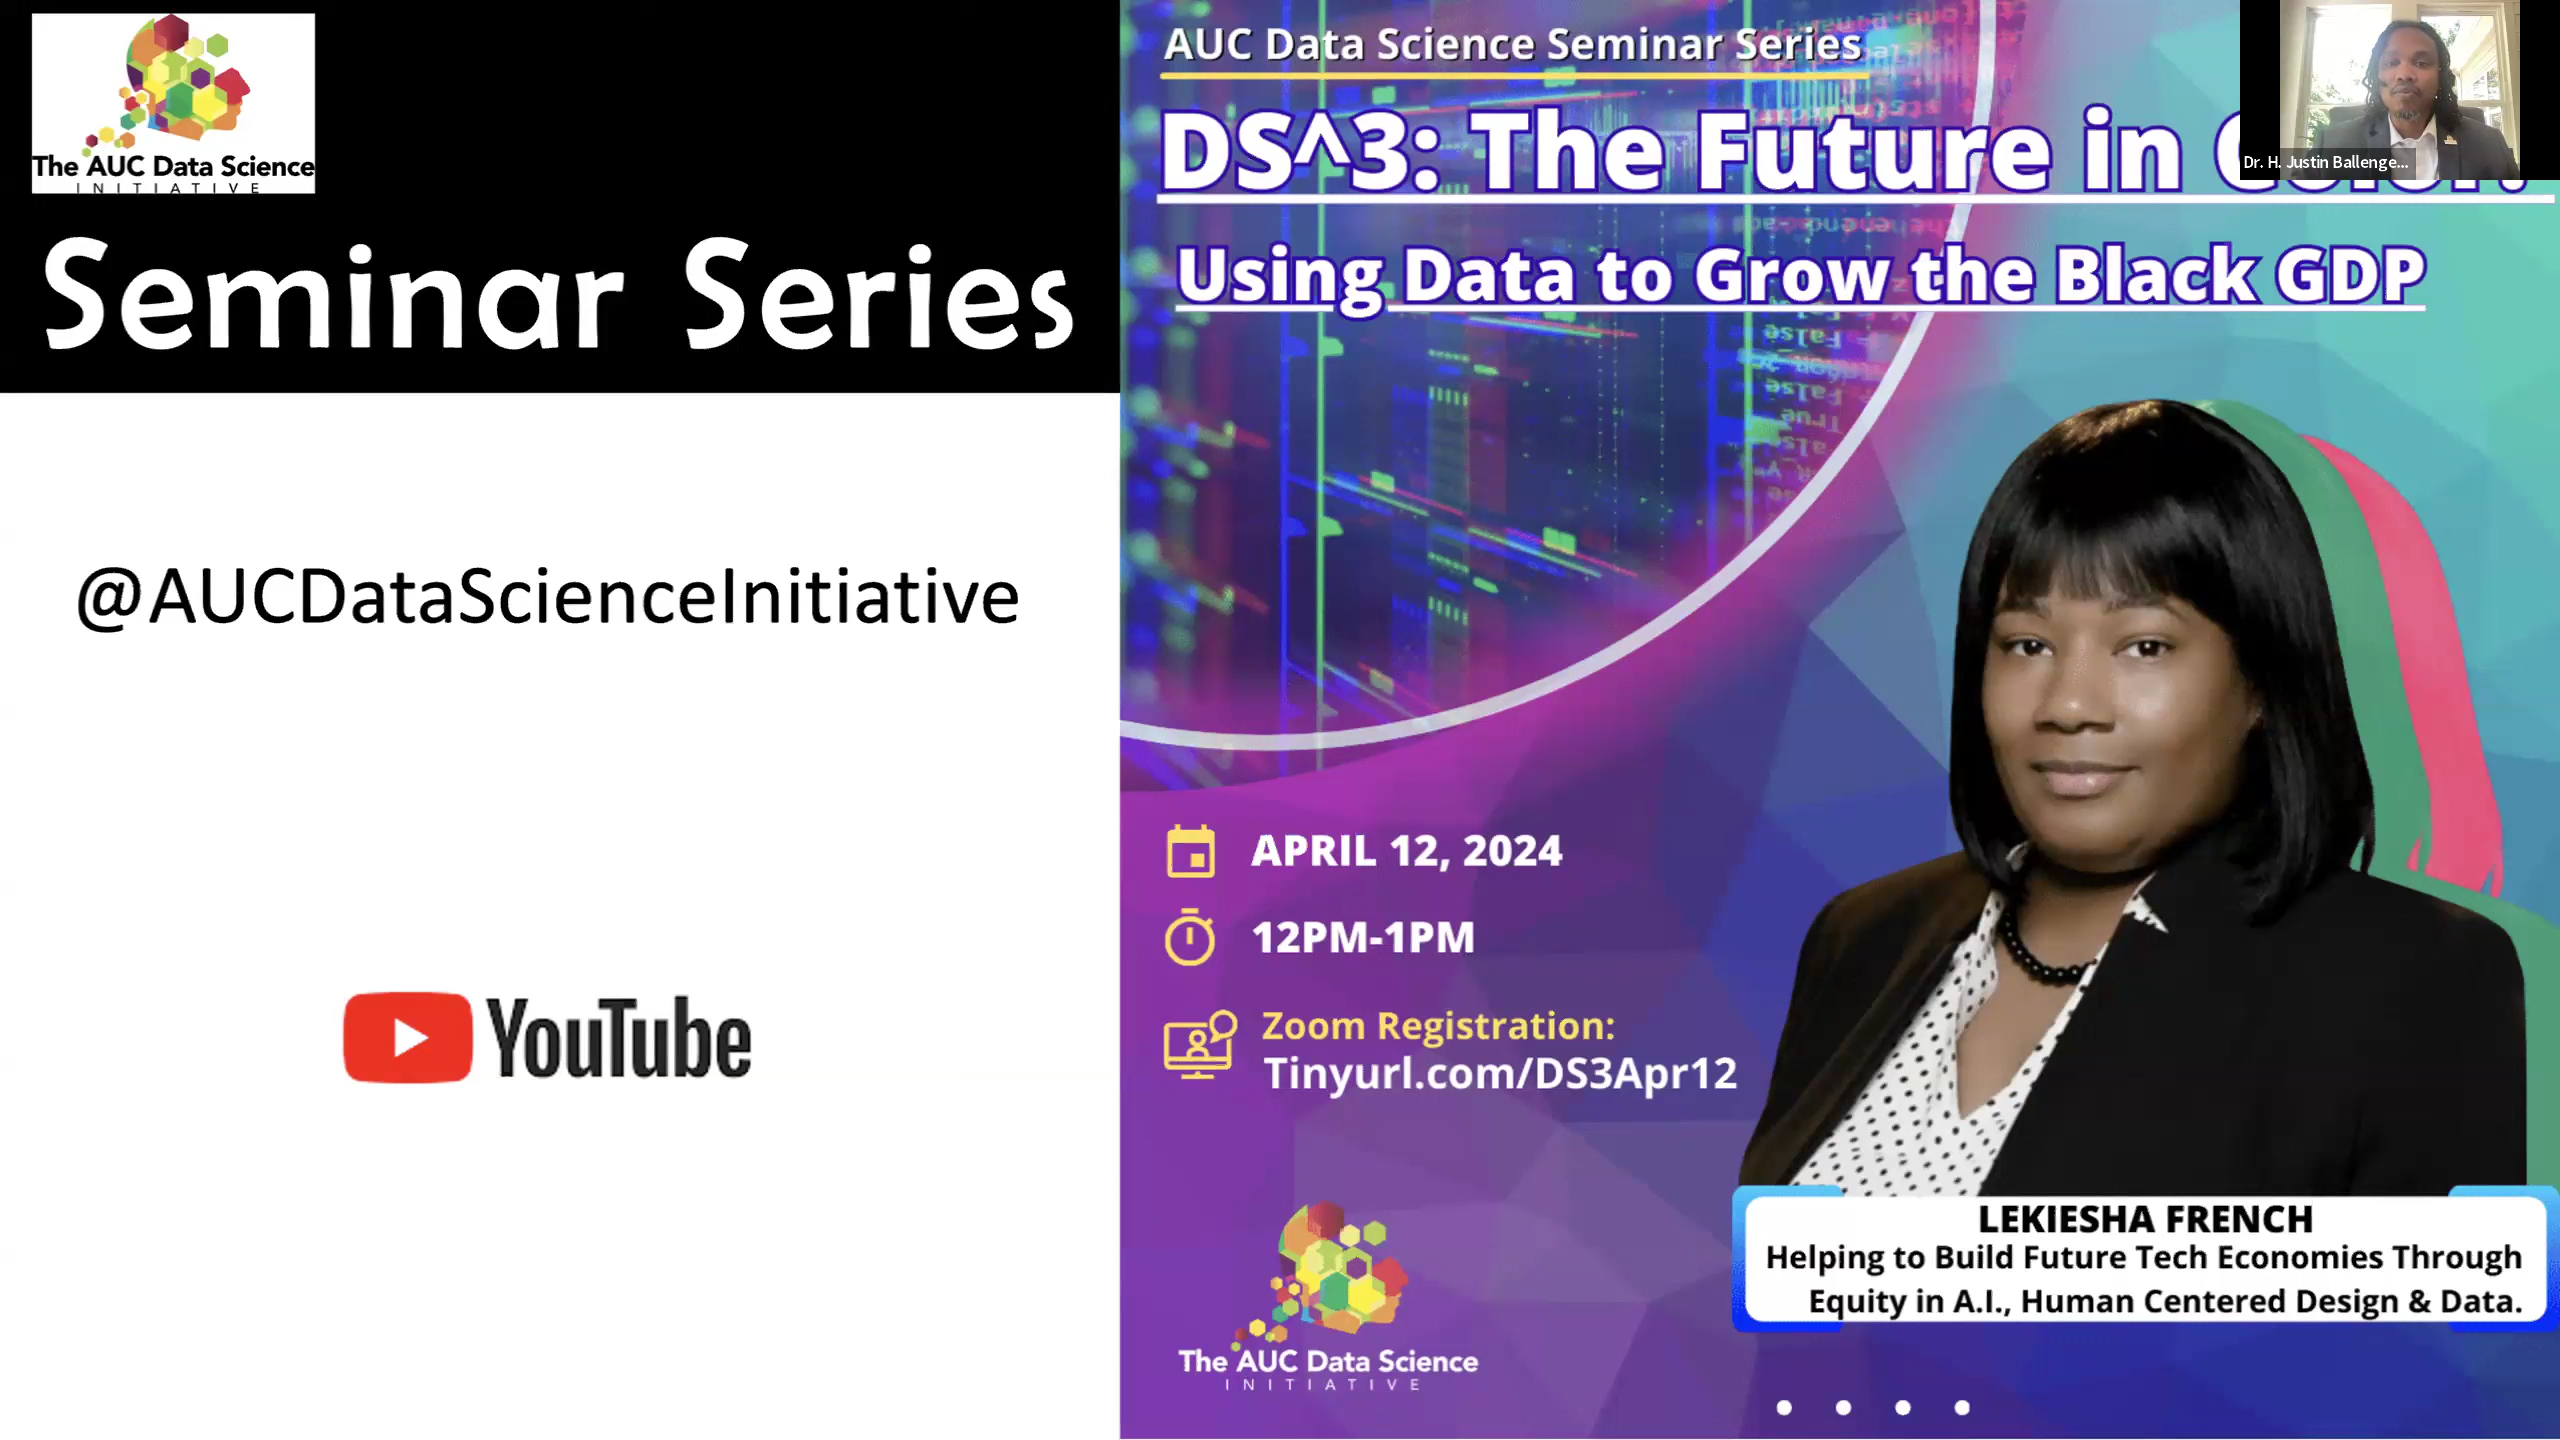 The AUC Data Science
INITIATIVE
Seminar Series
@AUCDataScienceInitiative
YouTube
AUC Data Science Seminar Series
DS^3: The Future in
Using Data to Grow the Black GDP
Dr. H. Justin Ballenge...
APRIL 12, 2024
12PM-1PM
Zoom Registration:
Tinyurl.com/DS3Apr12
LEKIESHA FRENCH
Helping to Build Future Tech Economies Through
Equity in A.I., Human Centered Design & Data.
The AUC Data Science
INITIATIVE